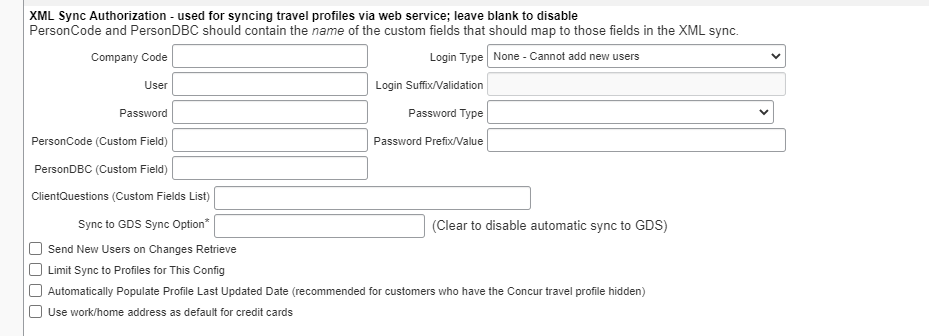 XML Sync Authorization - used for syncing travel profiles via web service; leave blank to disable
PersonCode and PersonDBC should contain the name of the custom fields that should map to those fields in the XML sync.
Company Code Login Type None - Cannot add new users
User Login Suffix/Validation
Password Password Type
PersonCode (Custom Field) Password Prefix/Value
PersonDBC (Custom Field)
ClientQuestions (Custom Fields List)
Sync to GDS Sync Option* (Clear to disable automatic sync to GDS)
Send New Users on Changes Retrieve
Limit Sync to Profiles for This Config
Automatically Populate Profile Last Updated Date (recommended for customers who have the Concur travel profile hidden)
Use work/home address as default for credit cards